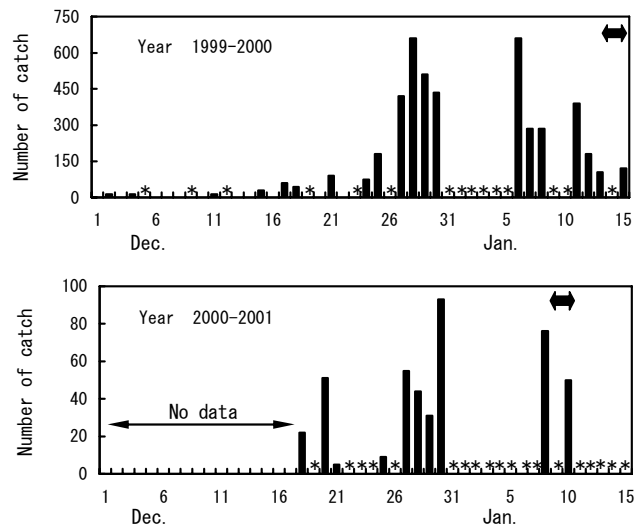 750
600
450
300
150
0
Number of catch
Year 1999-2000
* * * * * * * * * * * * * * *
1 6 11 16 21 26 31 5 10 15
Dec. Jan.
100
80
60
40
20
0
Number of catch
Year 2000-2001
No data
* * * * * * * * * * * * * * * * * * *
1 6 11 16 21 26 31 5 10 15
Dec. Jan.